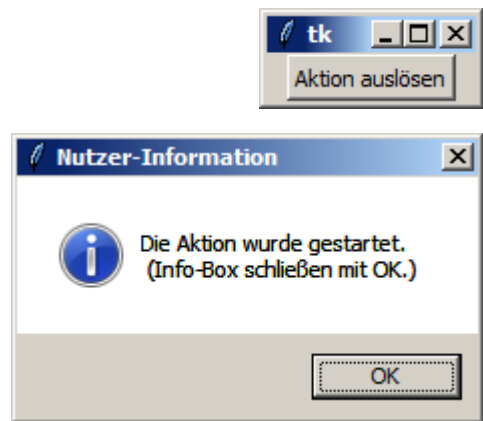 tk
Aktion auslösen
Nutzer-Information
Die Aktion wurde gestartet.
(Info-Box schließen mit OK.)
OK